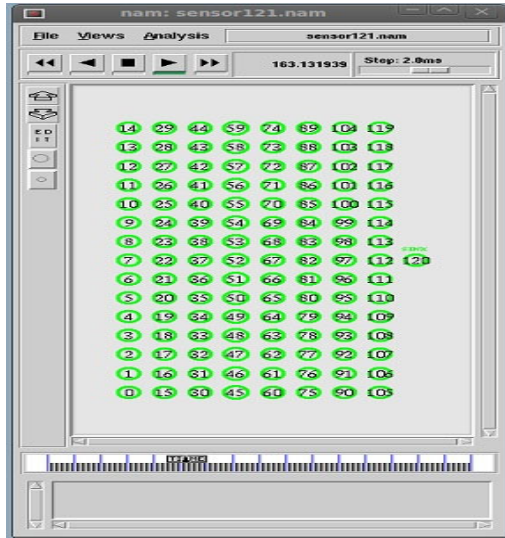 nam: sensor121.nam
File Views Analysis sensor121.nam
163.131939 Step: 2.0ms
E D
I T
14 29 44 59 74 89 104 119
13 28 43 58 73 88 103 118
12 27 42 57 72 87 102 117
11 26 41 56 71 86 101 116
10 25 40 55 70 85 100 115
9 24 39 54 69 84 99 114
8 23 38 53 68 83 98 113
SINK
7 22 37 52 67 82 97 112 120
6 21 36 51 66 81 96 111
5 20 35 50 65 80 95 110
4 19 34 49 64 79 94 109
3 18 33 48 63 78 93 108
2 17 32 47 62 77 92 107
1 16 31 46 61 76 91 106
0 15 30 45 60 75 90 105